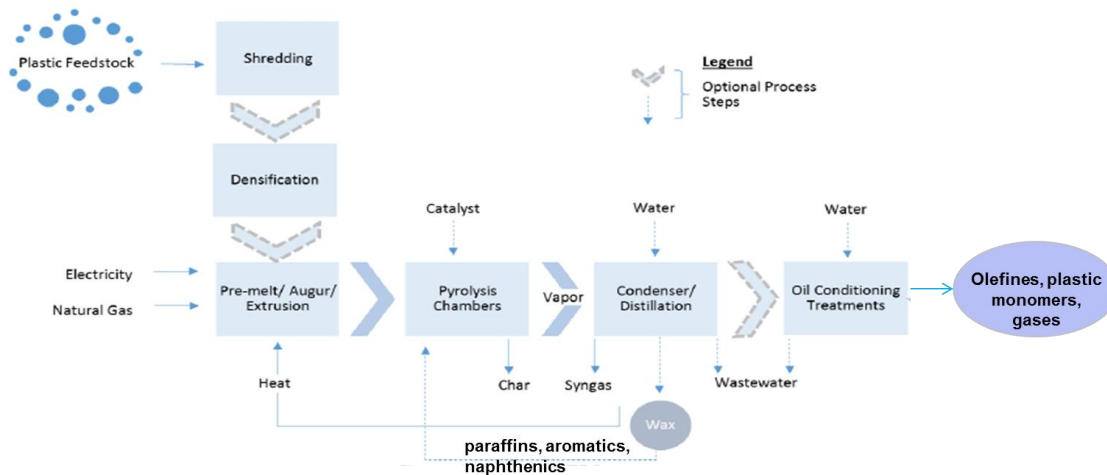 Plastic Feedstock
Shredding
Legend
Optional Process
Steps
Densification
Catalyst
Water
Water
Electricity
Natural Gas
Pre-melt/ Augur/
Extrusion
Pyrolysis
Chambers
Vapor
Condenser/
Distillation
Oil Conditioning
Treatments
Olefines, plastic
monomers,
gases
Heat
Char
Syngas
Wastewater
Wax
paraffins, aromatics,
naphthenics